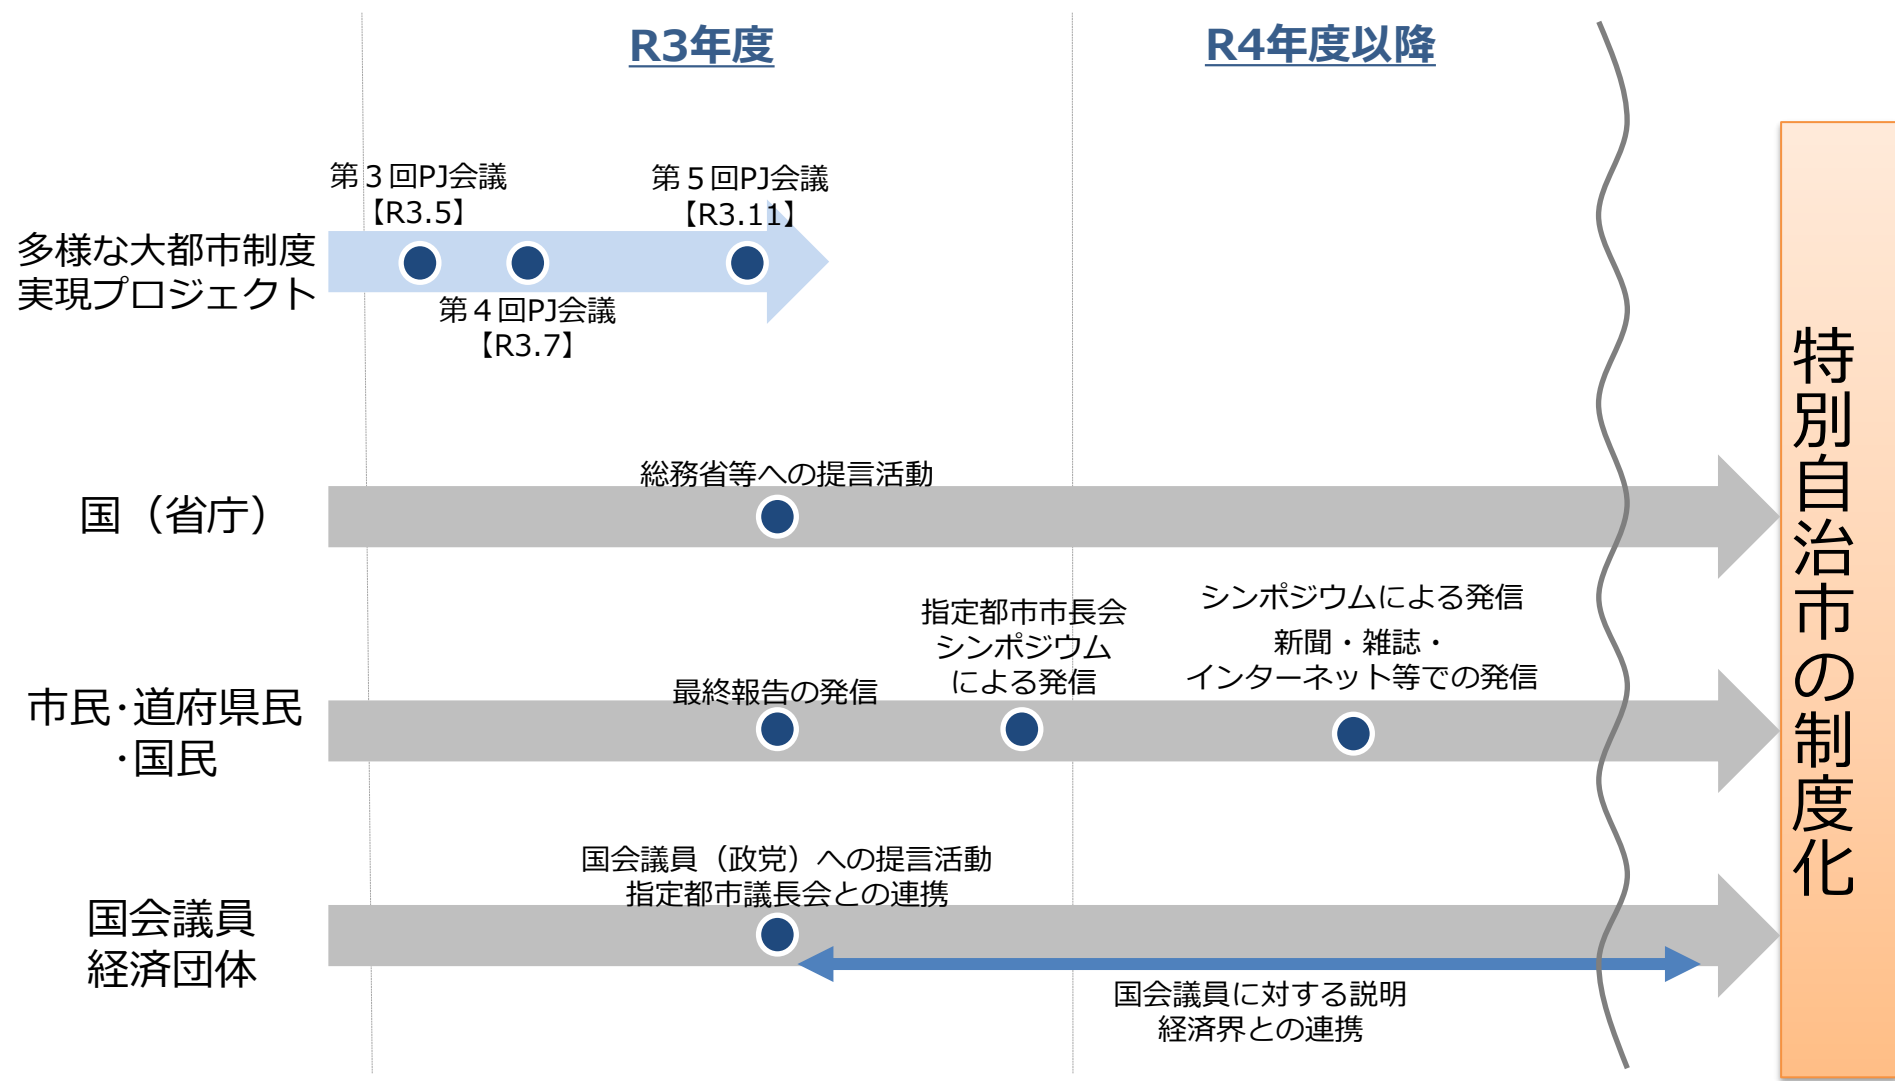 R3年度
R4年度以降
多様な大都市制度
実現プロジェクト
第３回PJ会議
【R3.5】
第４回PJ会議
【R3.7】
第５回PJ会議
【R3.11】
国（省庁）
総務省等への提言活動
市民･道府県民
･国民
最終報告の発信
指定都市市長会
シンポジウム
による発信
シンポジウムによる発信
新聞・雑誌・
インターネット等での発信
国会議員
経済団体
国会議員（政党）への提言活動
指定都市議長会との連携
国会議員に対する説明
経済界との連携
特別自治市の制度化